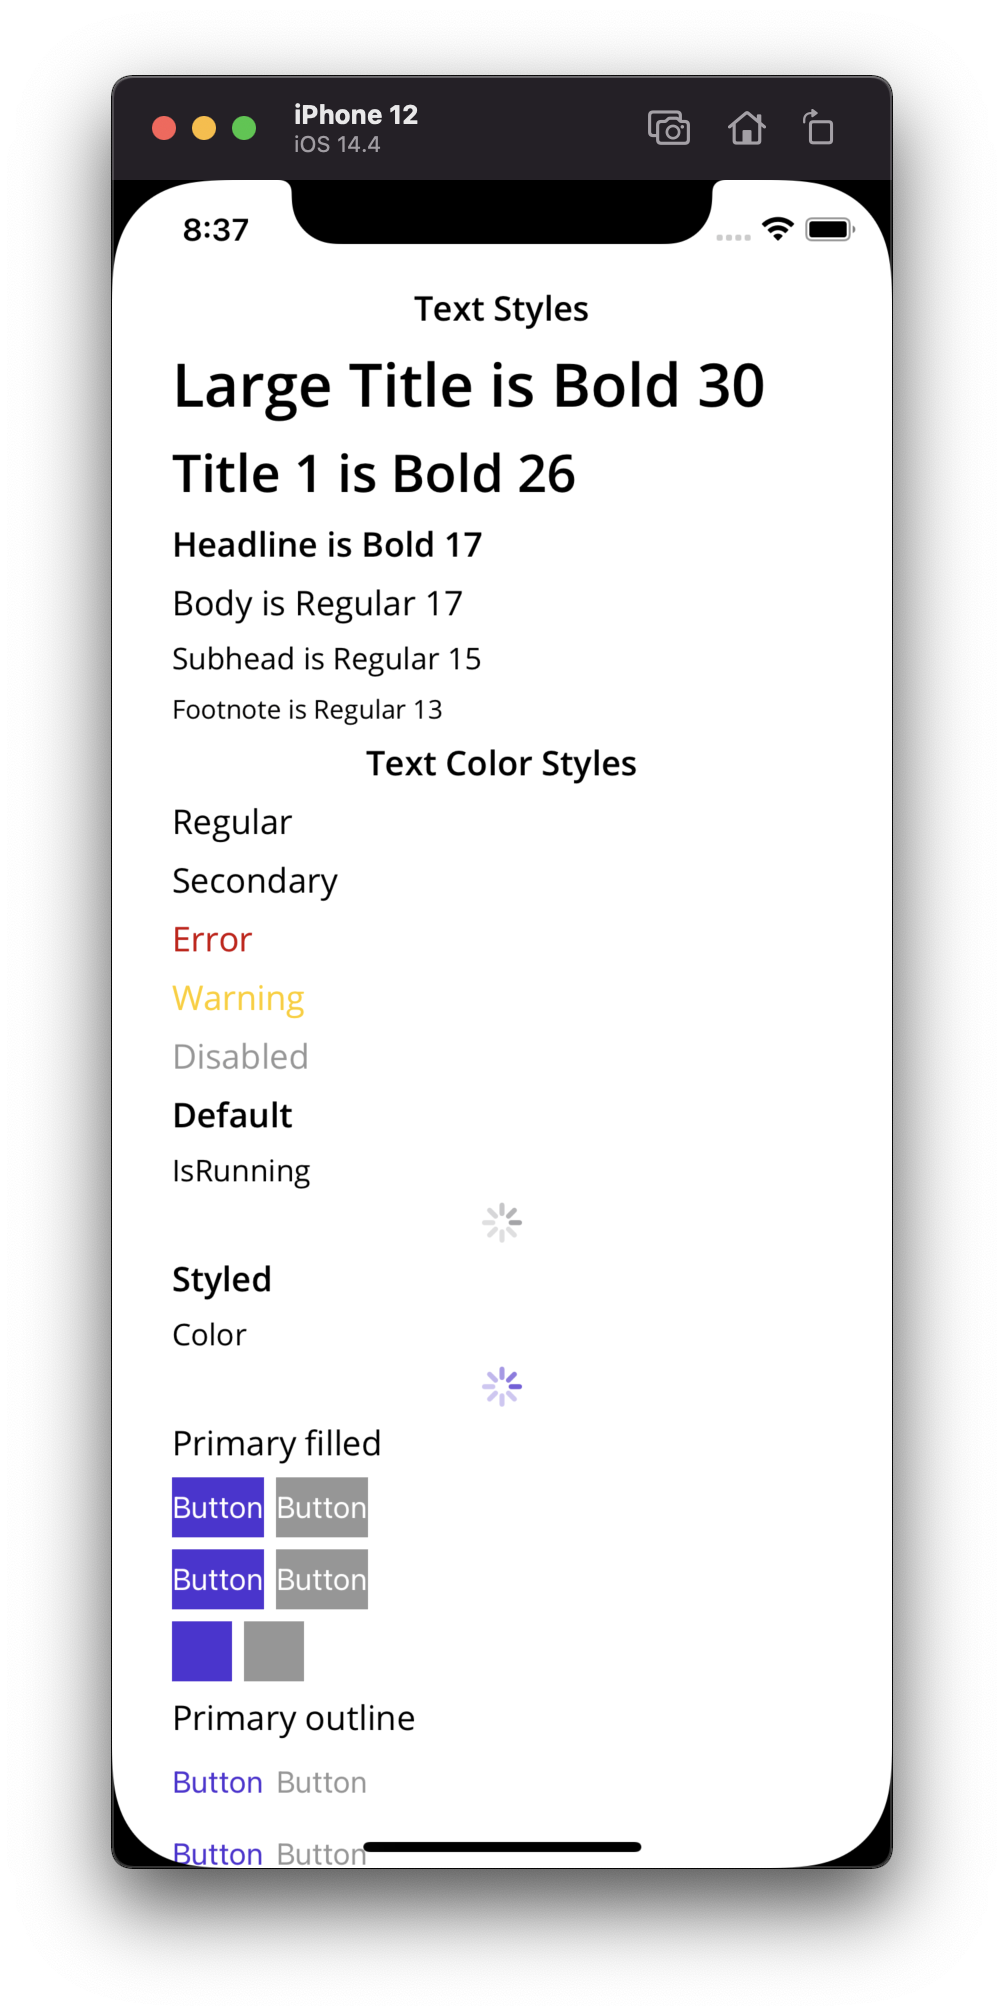 iPhone 12
iOS 14.4
8:37
Text Styles
Large Title is Bold 30
Title 1 is Bold 26
Headline is Bold 17
Body is Regular 17
Subhead is Regular 15
Footnote is Regular 13
Text Color Styles
Regular
Secondary
Error
Warning
Disabled
Default
IsRunning
Styled
Color
Primary filled
Button Button
Button Button
Primary outline
Button Button
Button Button